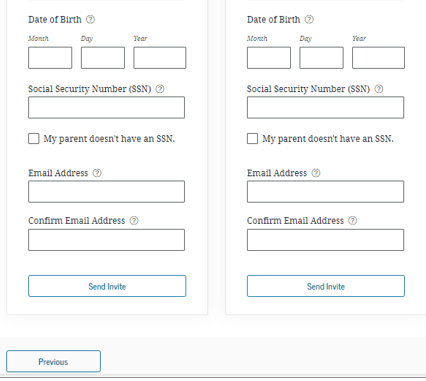 Date of Birth ?
Month Day Year
Social Security Number (SSN) ?
My parent doesn't have an SSN.
Email Address ?
Confirm Email Address ?
Send Invite
Date of Birth ?
Month Day Year
Social Security Number (SSN) ?
My parent doesn't have an SSN.
Email Address ?
Confirm Email Address ?
Send Invite
Previous